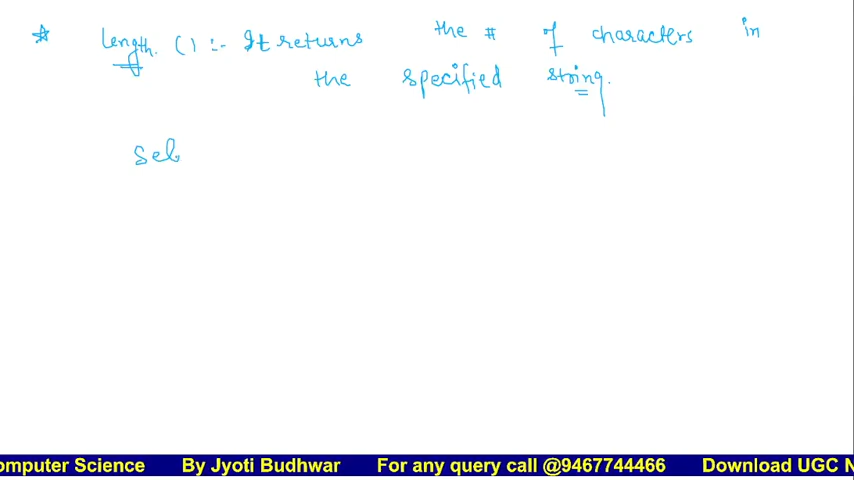 * length () :- It returns the # of characters in
the specified string.
sel
omputer Science By Jyoti Budhwar For any query call @9467744466 Download UGC N